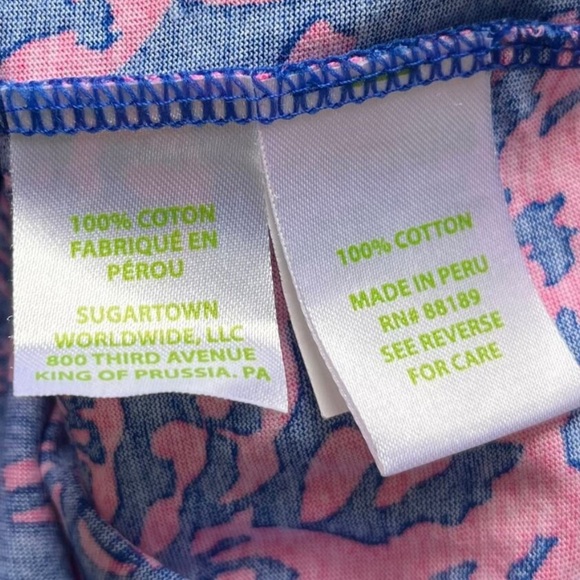 100% COTON
FABRIQUÉ EN
PÉROU
SUGARTOWN
WORLDWIDE, LLC
800 THIRD AVENUE
KING OF PRUSSIA. PA
100% COTTON
MADE IN PERU
RN# 88189
SEE REVERSE
FOR CARE